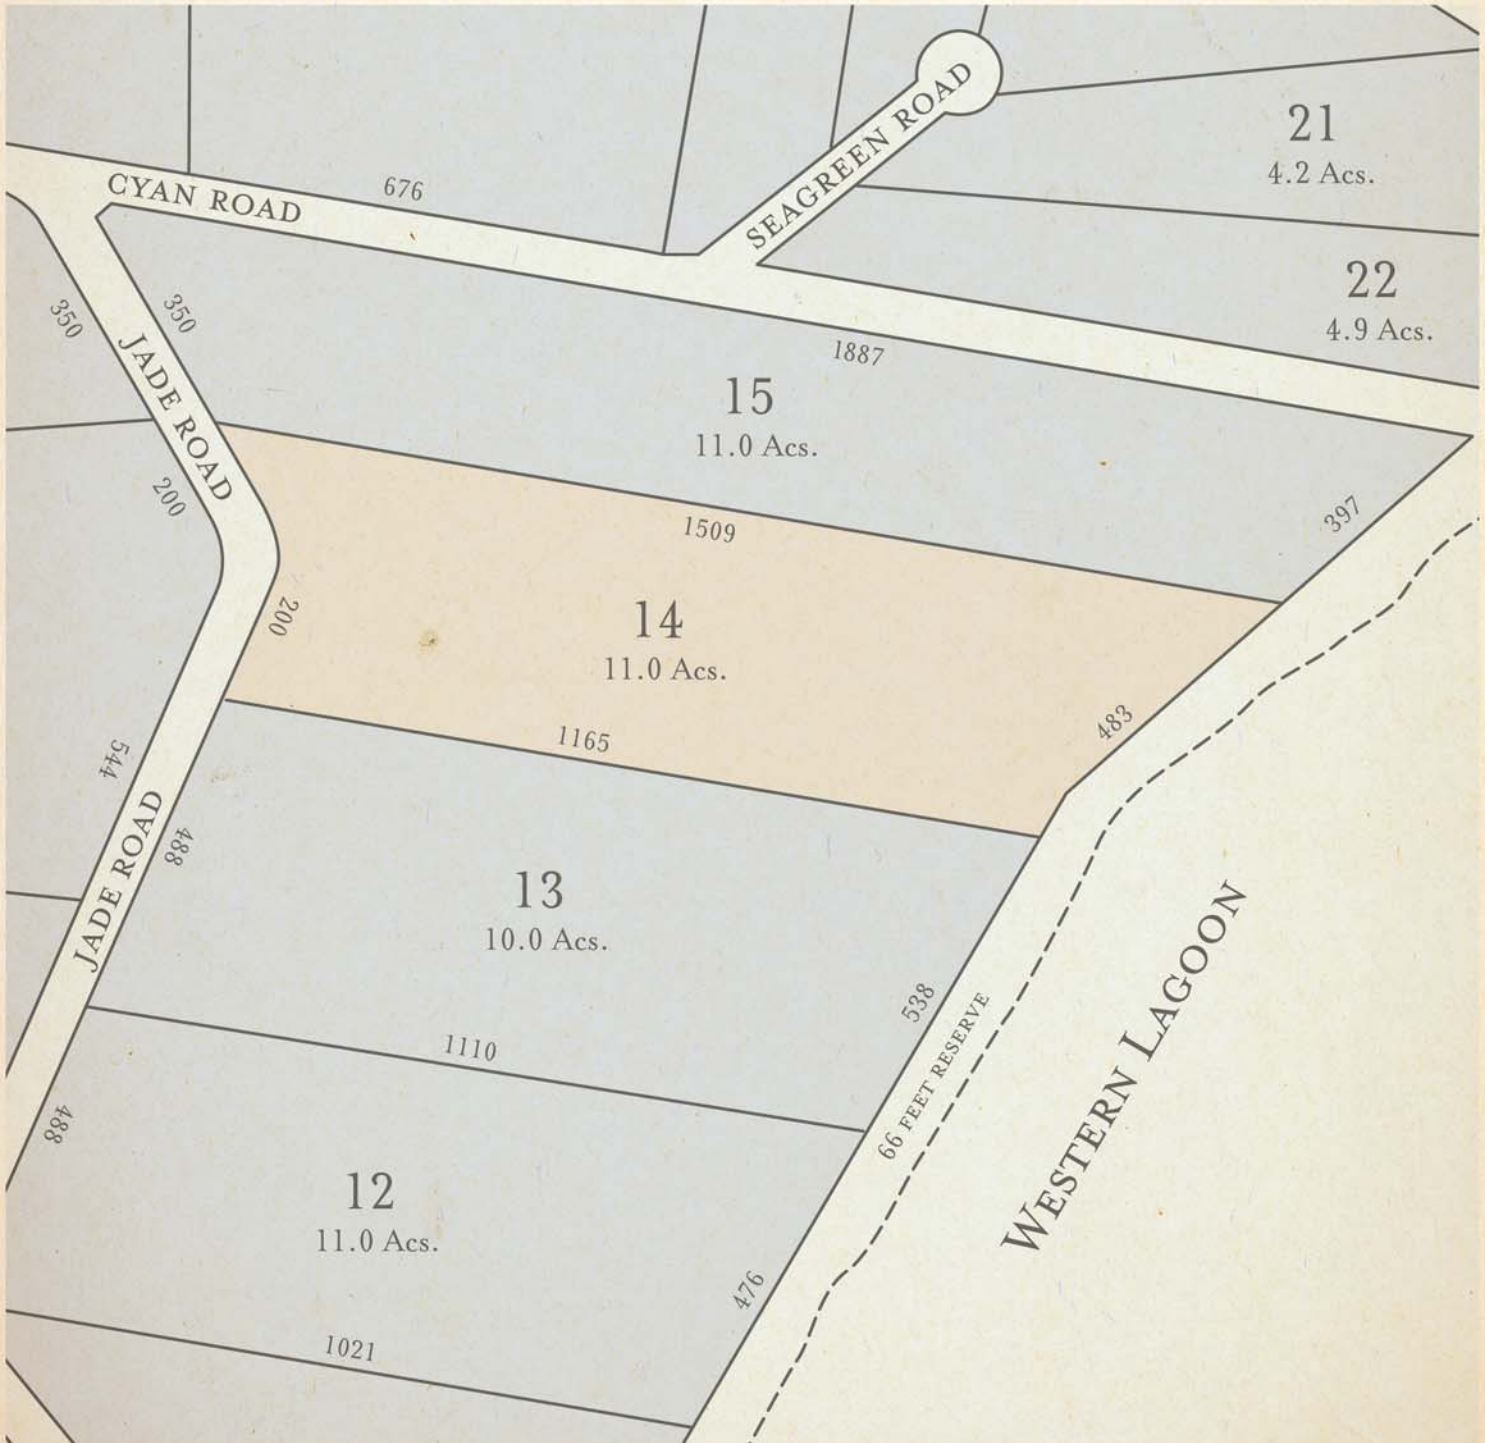 SEAGREEN ROAD
21
4.2 Acs.
CYAN ROAD
676
22
4.9 Acs.
350
350
JADE ROAD
1887
15
11.0 Acs.
397
200
1509
200
14
11.0 Acs.
483
1165
544
488
JADE ROAD
13
10.0 Acs.
538
66 FEET RESERVE
WESTERN LAGOON
1110
488
12
11.0 Acs.
476
1021